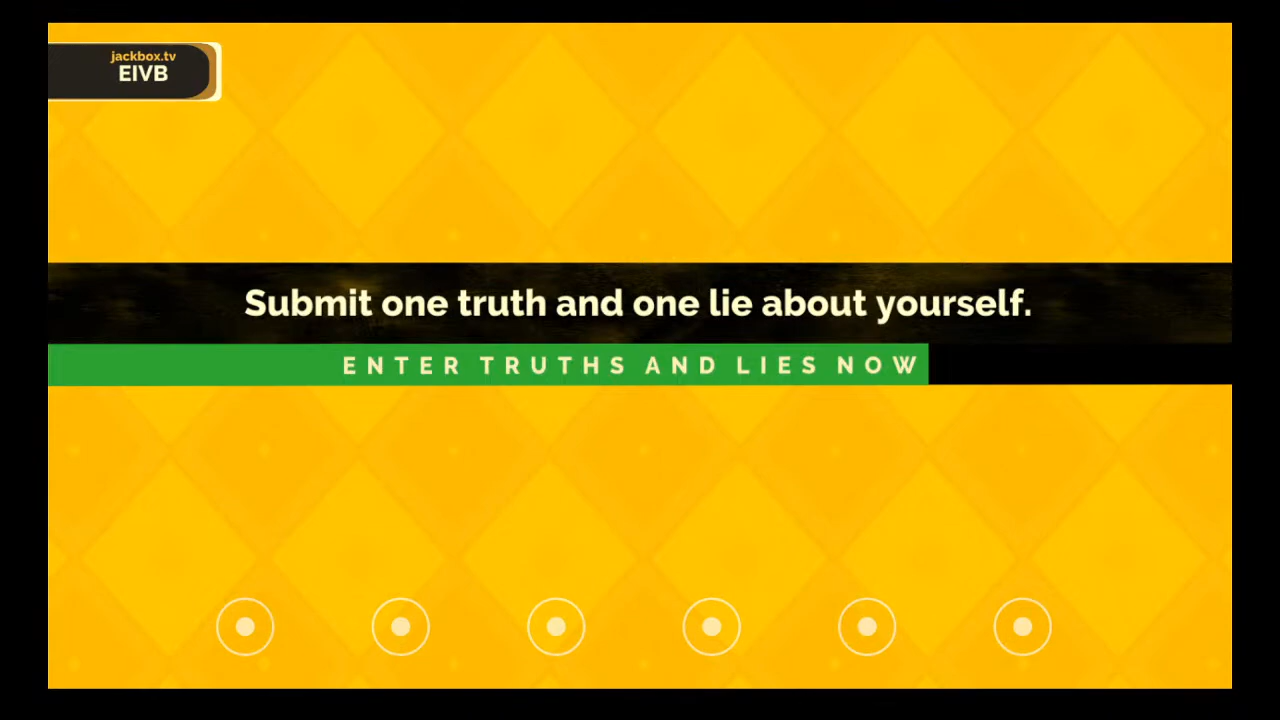 jackbox.tv
EIVB
Submit one truth and one lie about yourself.
ENTER TRUTHS AND LIES NOW